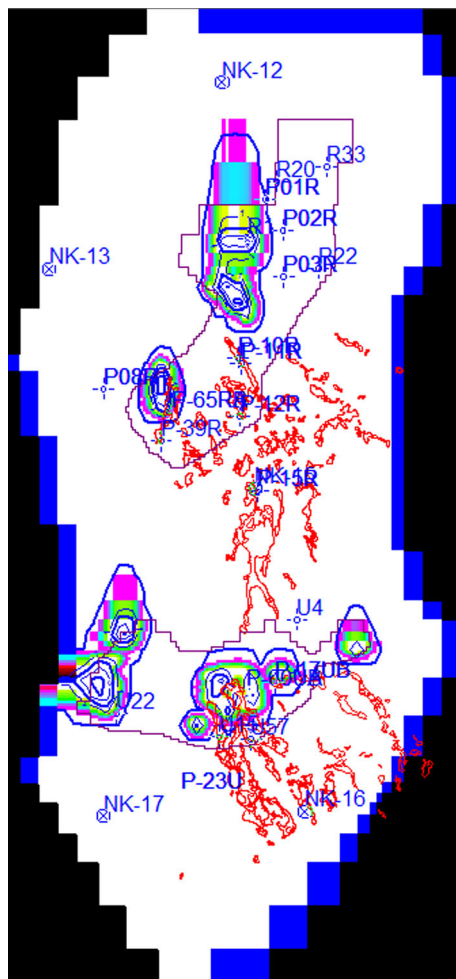 NK-12
R33
R20
P01R
P02R
R22
NK-13
P03R
P-10R
P-11R
P08R
P-65R
P-12R
P-39R
P-15R
U4
P-17UB
U22
U57
P-23U
NK-16
NK-17